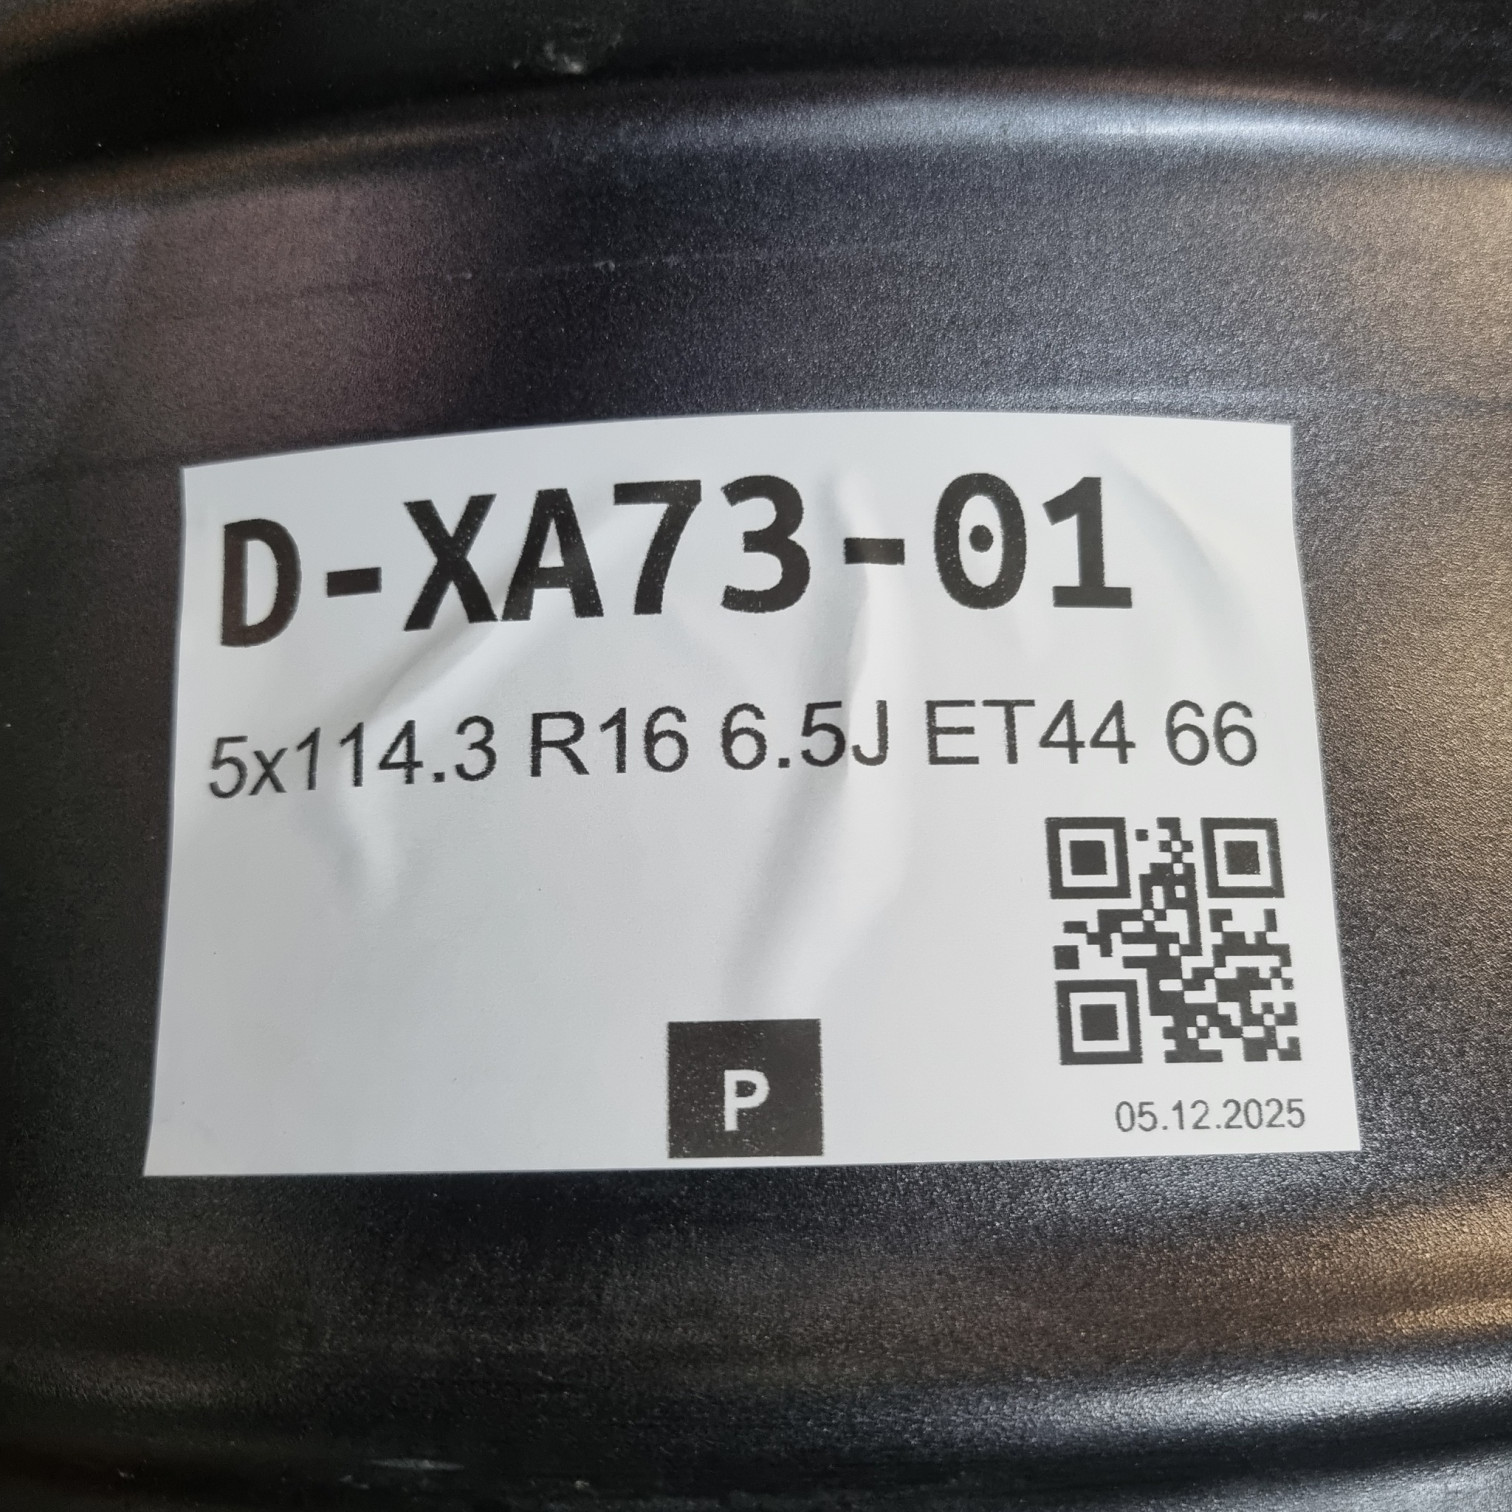 D-XA73-01
5x114.3 R16 6.5J ET44 66
P
05.12.2025